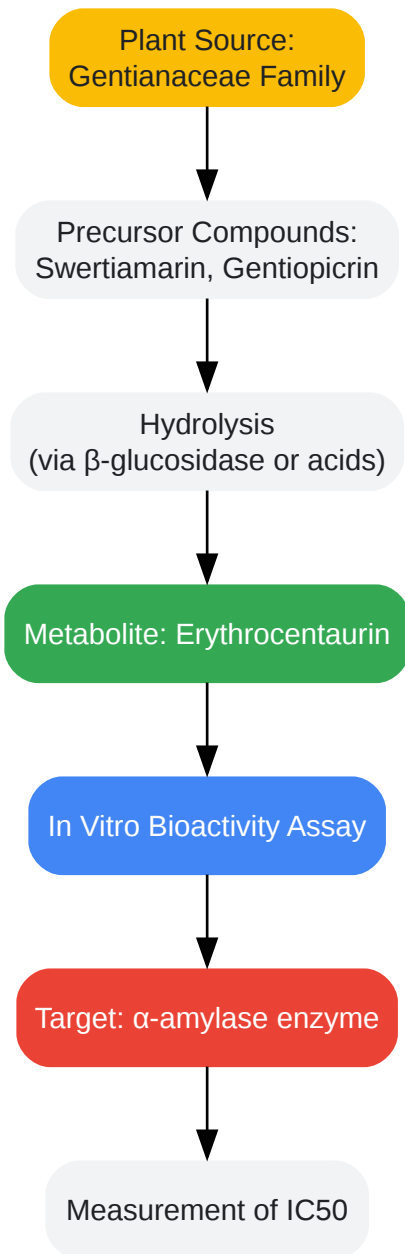 Plant Source:
Gentianaceae Family
Precursor Compounds:
Swertiamarin, Gentiopicrin
Hydrolysis
(via β-glucosidase or acids)
Metabolite: Erythrocentaurin
In Vitro Bioactivity Assay
Target: α-amylase enzyme
Measurement of IC50